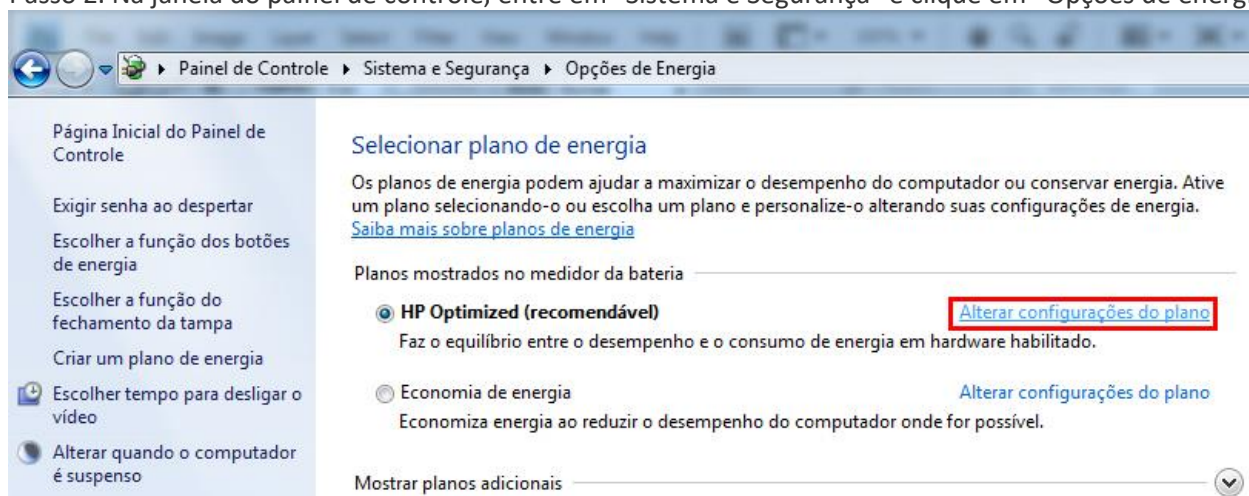 Passo 2. Na janela do painel de controle, entre em "Sistema e Segurança" e clique em "Opções de energi
Painel de Controle ▸ Sistema e Segurança ▸ Opções de Energia
Página Inicial do Painel de
Controle
Exigir senha ao despertar
Escolher a função dos botões
de energia
Escolher a função do
fechamento da tampa
Criar um plano de energia
Escolher tempo para desligar o
vídeo
Alterar quando o computador
é suspenso
Selecionar plano de energia
Os planos de energia podem ajudar a maximizar o desempenho do computador ou conservar energia. Ative
um plano selecionando-o ou escolha um plano e personalize-o alterando suas configurações de energia.
Saiba mais sobre planos de energia
Planos mostrados no medidor da bateria
HP Optimized (recomendável) Alterar configurações do plano
Faz o equilíbrio entre o desempenho e o consumo de energia em hardware habilitado.
Economia de energia Alterar configurações do plano
Economiza energia ao reduzir o desempenho do computador onde for possível.
Mostrar planos adicionais